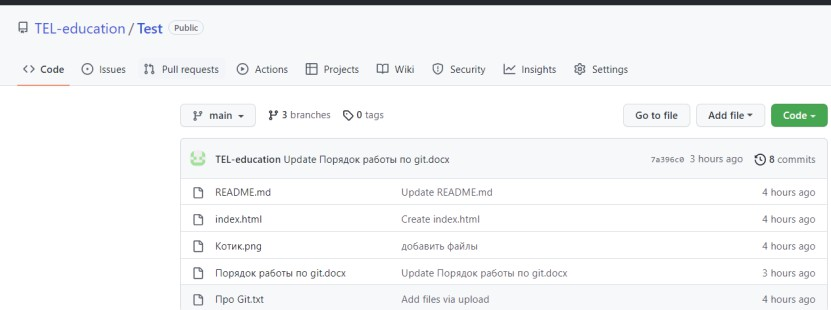 TEL-education / Test Public
Code Issues Pull requests Actions Projects Wiki Security Insights Settings
main 3 branches 0 tags Go to file Add file Code
TEL-education Update Порядок работы по git.docx 7a396c0 3 hours ago 8 commits
README.md Update README.md 4 hours ago
index.html Create index.html 4 hours ago
Котик.png добавить файлы 4 hours ago
Порядок работы по git.docx Update Порядок работы по git.docx 3 hours ago
Про Git.txt Add files via upload 4 hours ago